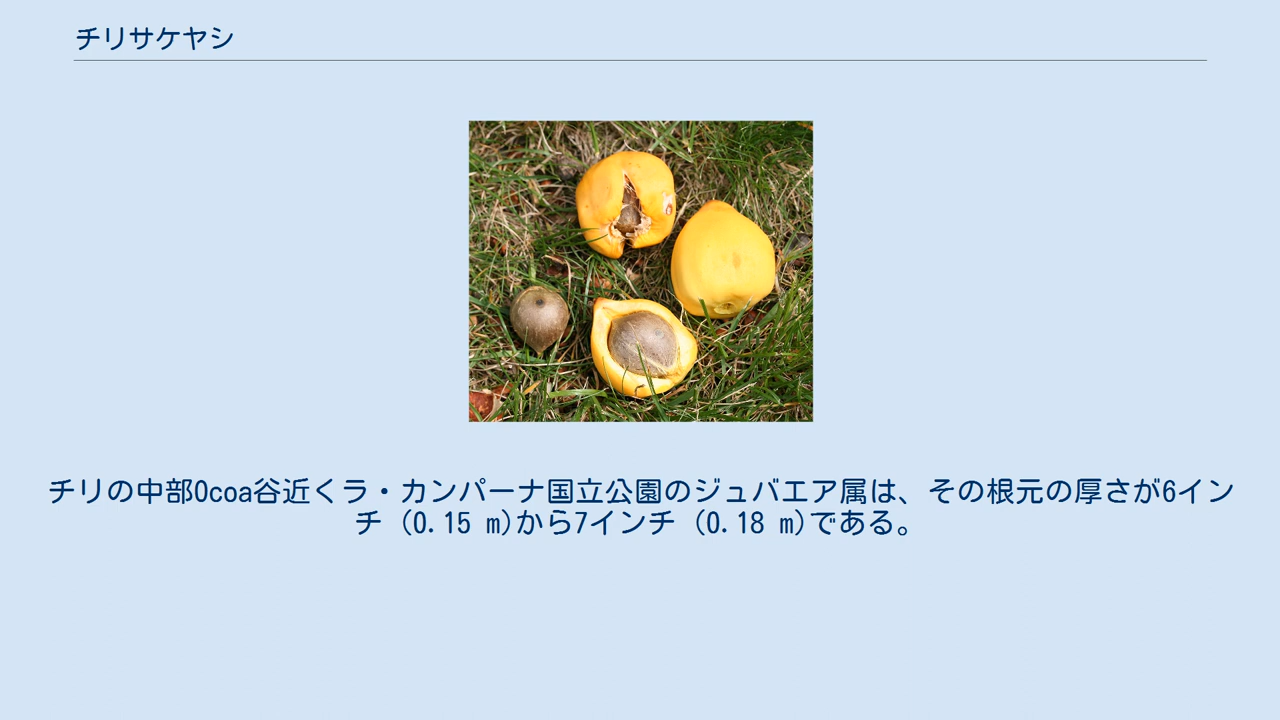 チリサケヤシ
チリの中部Ocoa谷近くラ・カンパーナ国立公園のジュバエア属は、その根元の厚さが6イン
チ (0.15 m)から7インチ (0.18 m)である。